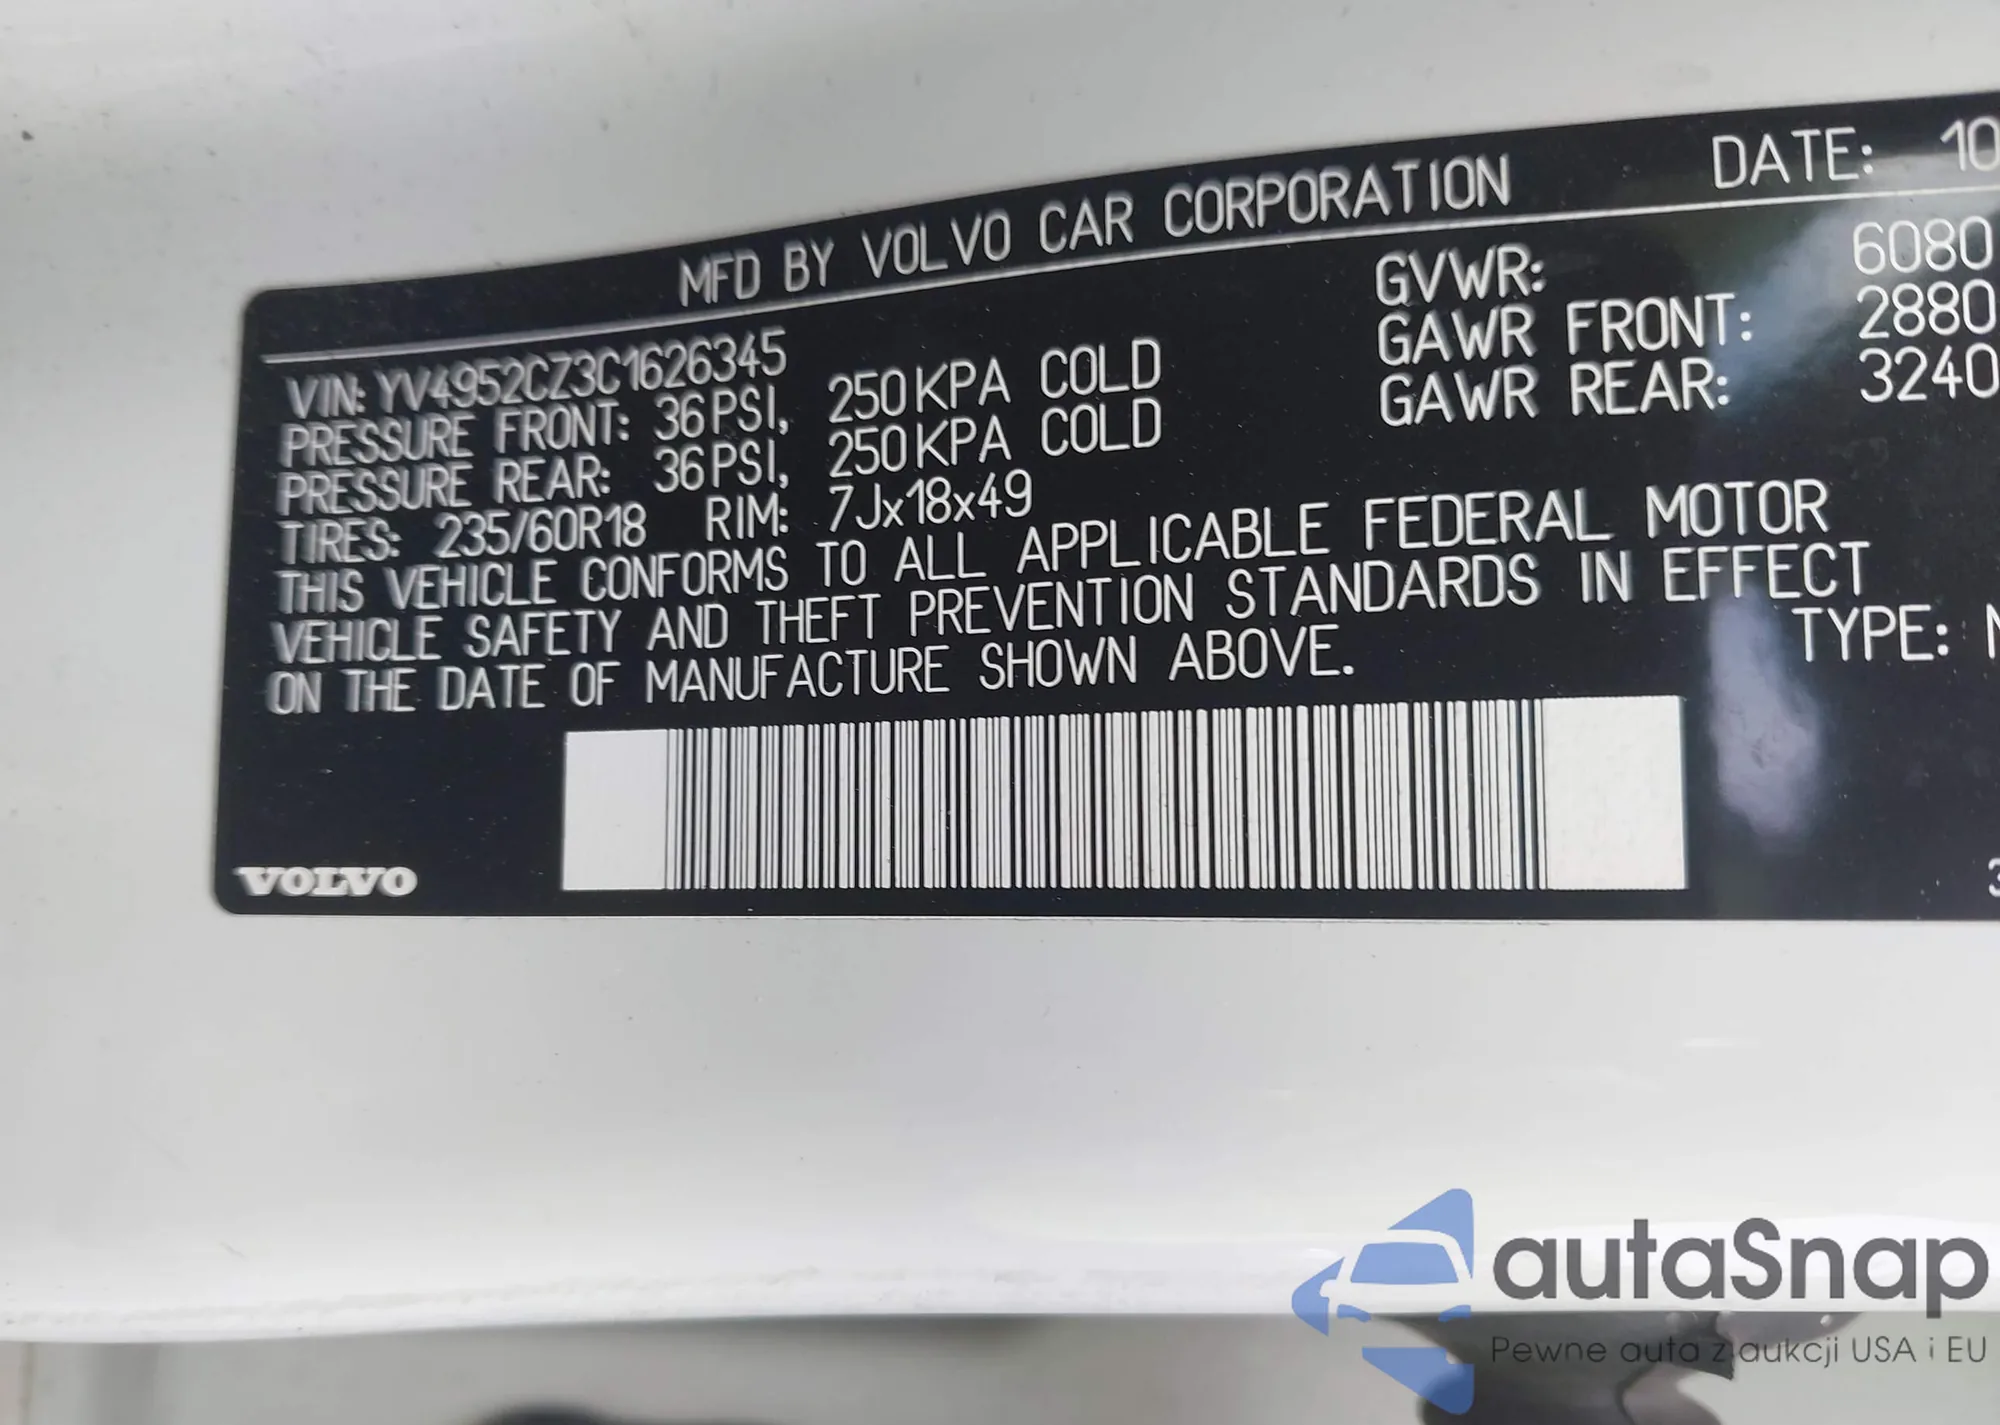 MFD BY VOLVO CAR CORPORATION DATE: 10
VIN: YV4952CZ3C1626345 GVWR: 6080
PRESSURE FRONT: 36PSI, 250KPA COLD GAWR FRONT: 2880
PRESSURE REAR: 36PSI, 250KPA COLD GAWR REAR: 3240
TIRES: 235/60R18 RIM: 7Jx18x49
THIS VEHICLE CONFORMS TO ALL APPLICABLE FEDERAL MOTOR
VEHICLE SAFETY AND THEFT PREVENTION STANDARDS IN EFFECT
ON THE DATE OF MANUFACTURE SHOWN ABOVE. TYPE:
VOLVO
autaSnap
Pewne auta z aukcji USA i EU